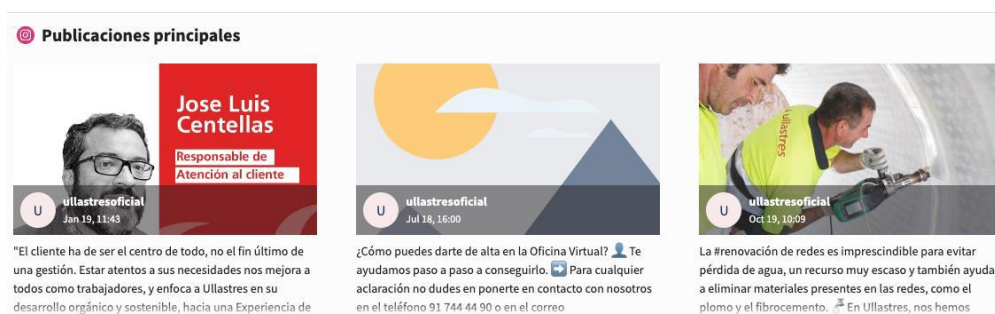 Publicaciones principales
Jose Luis
Centellas
Responsable de
Atención al cliente
U
ullastresoficial
Jan 19, 11:43
"El cliente ha de ser el centro de todo, no el fin último de
una gestión. Estar atentos a sus necesidades nos mejora a
todos como trabajadores, y enfoca a Ullastres en su
desarrollo orgánico y sostenible, hacia una Experiencia de
U
ullastresoficial
Jul 18, 16:00
¿Cómo puedes darte de alta en la Oficina Virtual? 👤 Te
ayudamos paso a paso a conseguirlo. ➡️ Para cualquier
aclaración no dudes en ponerte en contacto con nosotros
en el teléfono 91 744 44 90 o en el correo
Ullastres
U
ullastresoficial
Oct 19, 10:09
La #renovación de redes es imprescindible para evitar
pérdida de agua, un recurso muy escaso y también ayuda
a eliminar materiales presentes en las redes, como el
plomo y el fibrocemento. 🚰 En Ullastres, nos hemos